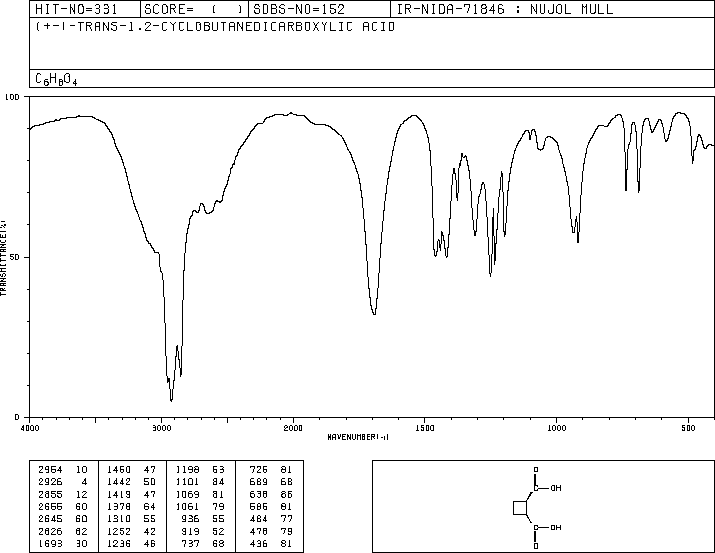 HIT-NO=331 SCORE= ( ) SDBS-NO=152 IR-NIDA-71846 : NUJOL MULL
(+-)-TRANS-1,2-CYCLOBUTANEDICARBOXYLIC ACID
C6H8O4
100
50
0
TRANSMITTANCE(%)
4000 3000 2000 1500 1000 500
WAVENUMBER(-1)
2954 10 1460 47 1198 53 726 81
2926 4 1442 50 1101 84 689 68
2855 12 1419 47 1069 81 638 86
2666 60 1378 64 1061 79 586 81
2645 60 1310 55 936 55 484 77
2626 62 1252 42 919 52 478 79
1693 30 1236 46 737 68 436 81
O
C—OH
C—OH
O